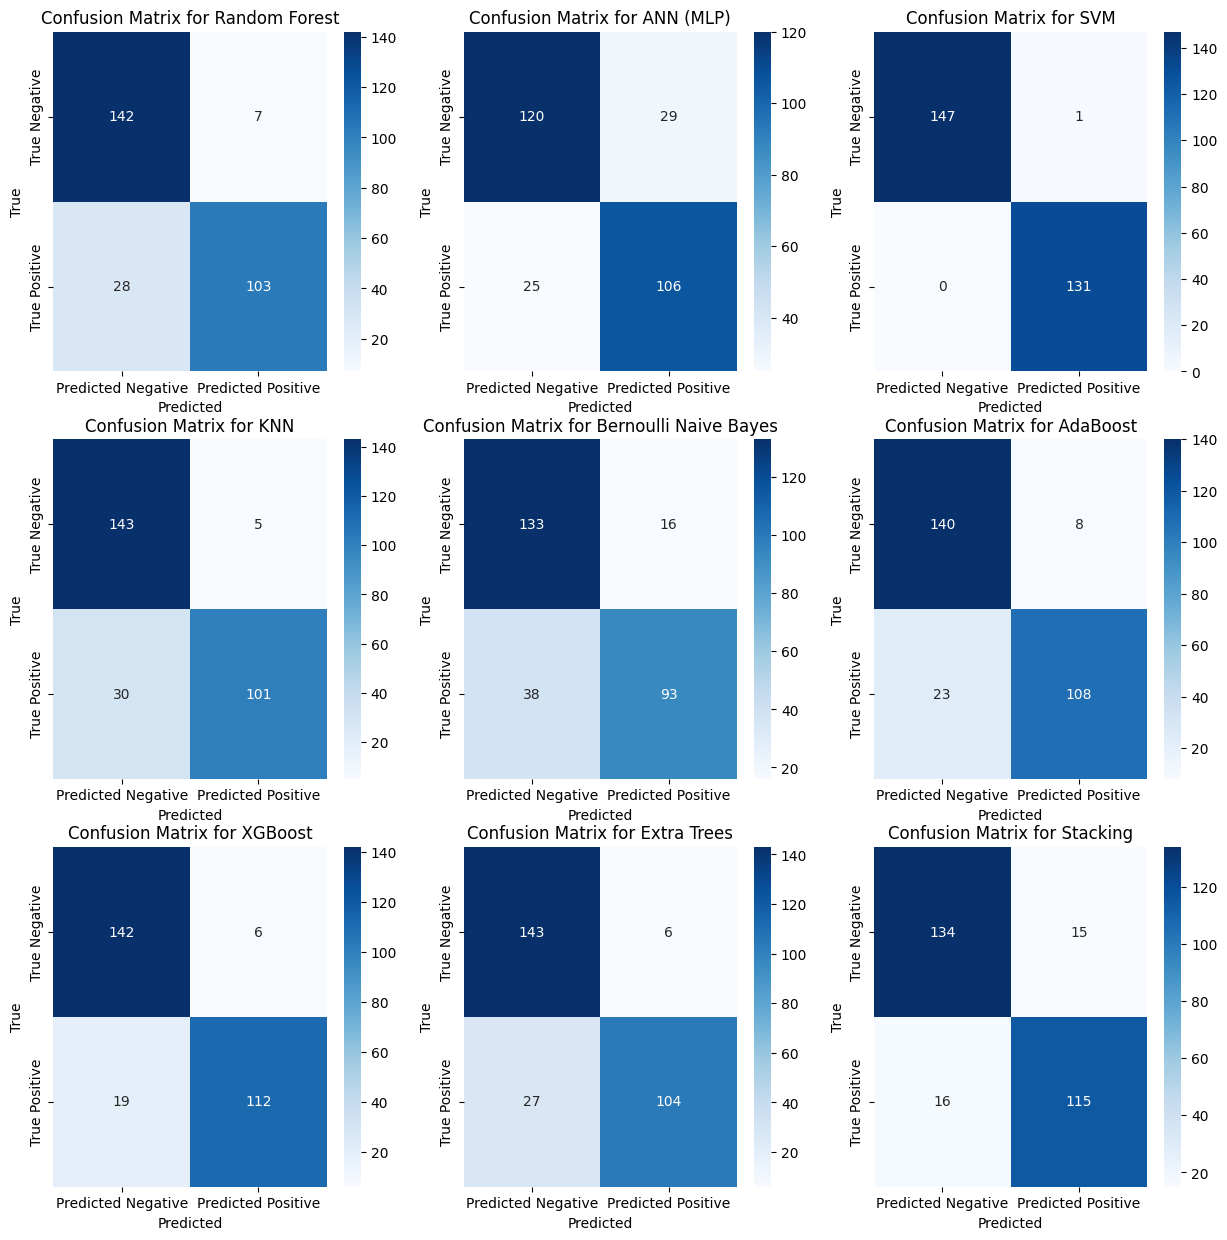 Confusion Matrix for Random Forest
True
True Negative
True Positive
142
7
28
103
Predicted Negative
Predicted Positive
Predicted
140
120
100
80
60
40
20
Confusion Matrix for ANN (MLP)
True
True Negative
True Positive
120
29
25
106
Predicted Negative
Predicted Positive
Predicted
120
100
80
60
40
Confusion Matrix for SVM
True
True Negative
True Positive
147
1
0
131
Predicted Negative
Predicted Positive
Predicted
140
120
100
80
60
40
20
0
Confusion Matrix for KNN
True
True Negative
True Positive
143
5
30
101
Predicted Negative
Predicted Positive
Predicted
140
120
100
80
60
40
20
Confusion Matrix for Bernoulli Naive Bayes
True
True Negative
True Positive
133
16
38
93
Predicted Negative
Predicted Positive
Predicted
120
100
80
60
40
20
Confusion Matrix for AdaBoost
True
True Negative
True Positive
140
8
23
108
Predicted Negative
Predicted Positive
Predicted
140
120
100
80
60
40
20
Confusion Matrix for XGBoost
True
True Negative
True Positive
142
6
19
112
Predicted Negative
Predicted Positive
Predicted
140
120
100
80
60
40
20
Confusion Matrix for Extra Trees
True
True Negative
True Positive
143
6
27
104
Predicted Negative
Predicted Positive
Predicted
140
120
100
80
60
40
20
Confusion Matrix for Stacking
True
True Negative
True Positive
134
15
16
115
Predicted Negative
Predicted Positive
Predicted
120
100
80
60
40
20